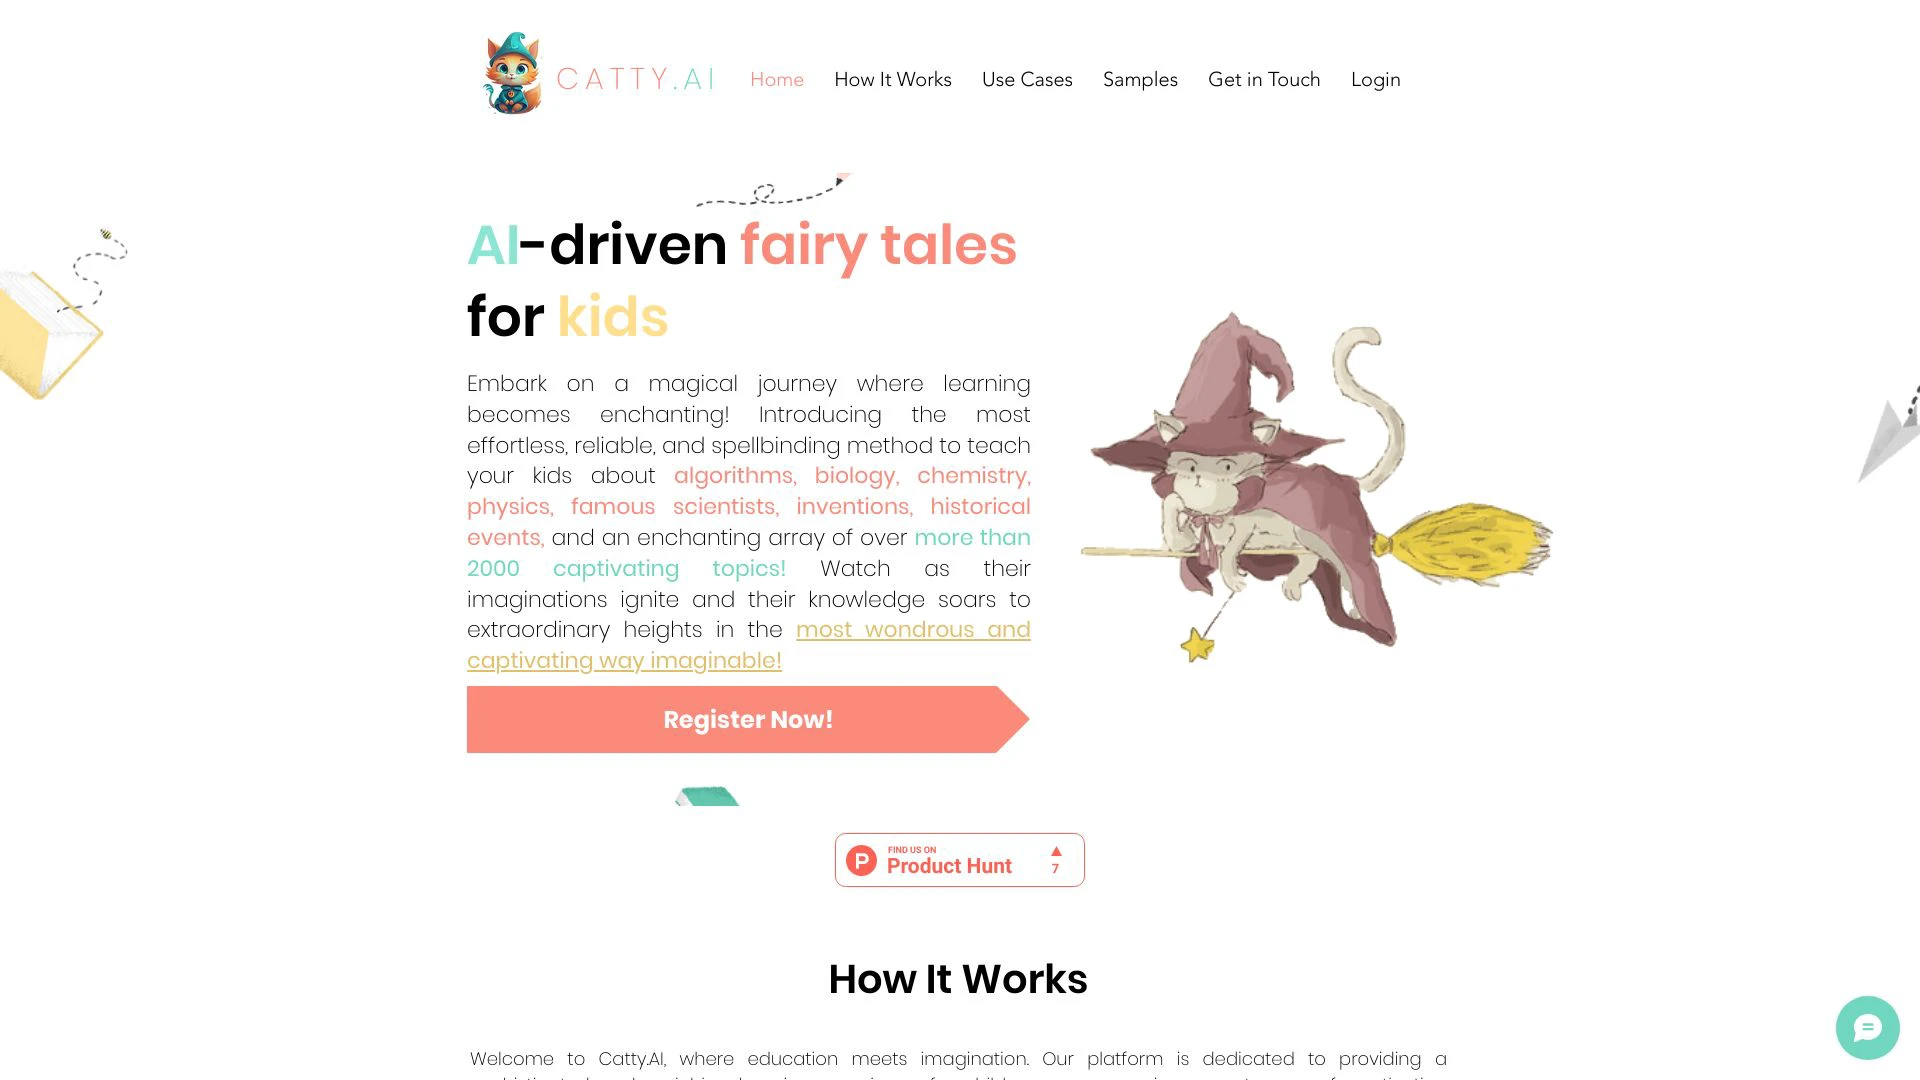 CATTY.AI
Home
How It Works
Use Cases
Samples
Get in Touch
Login
AI-driven fairy tales
for kids
Embark on a magical journey where learning
becomes enchanting! Introducing the most
effortless, reliable, and spellbinding method to teach
your kids about algorithms, biology, chemistry,
physics, famous scientists, inventions, historical
events, and an enchanting array of over more than
2000 captivating topics! Watch as their
imaginations ignite and their knowledge soars to
extraordinary heights in the most wondrous and
captivating way imaginable!
Register Now!
FIND US ON
Product Hunt
7
How It Works
Welcome to Catty.AI, where education meets imagination. Our platform is dedicated to providing a